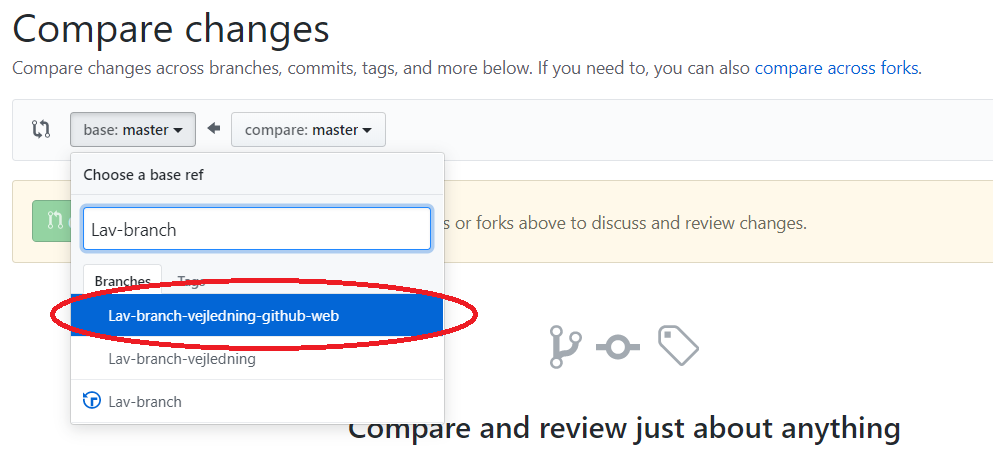 Compare changes
Compare changes across branches, commits, tags, and more below. If you need to, you can also compare across forks.
base: master compare: master
Choose a base ref
Lav-branch
s or forks above to discuss and review changes.
Branches Tags
Lav-branch-vejledning-github-web
Lav-branch-vejledning
Lav-branch
Compare and review just about anything